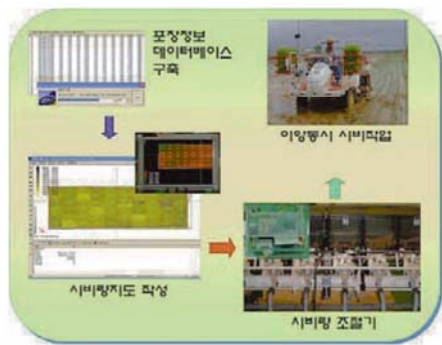 포장정보
데이터베이스
구축
이앙동시 시비작업
시비량지도 작성
시비량 조절기